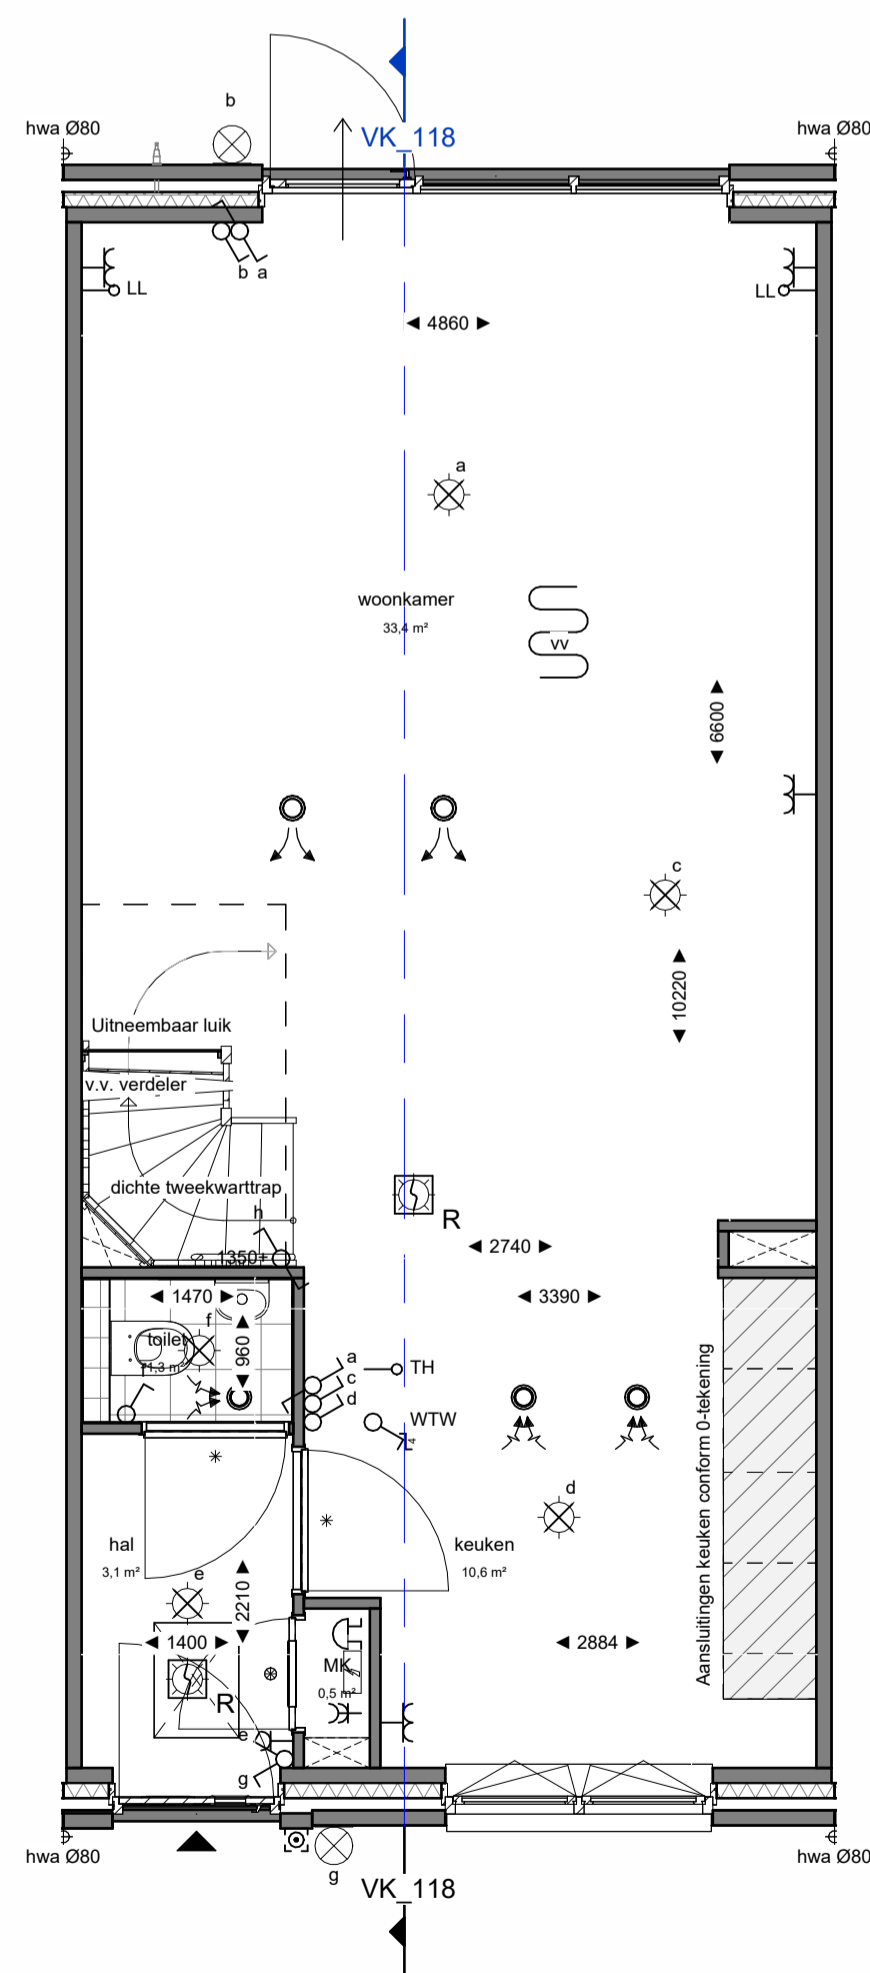 b
hwa Ø80
hwa Ø80
VK_118
b a
LL
LL
4860
a
woonkamer
33,4 m²
vv
6600
c
10220
Uitneembaar luik
v.v. verdeler
dichte tweekwarttrap
h
1350+
R
2740
1470
3390
f
toilet
1,3 m
960
a
c
d
TH
WTW
Aansluitingen keuken conform 0-tekening
d
hal
3,1 m²
keuken
10,6 m²
e
2210
1400
2884
MK
0,5 m²
R
e
g
hwa Ø80
hwa Ø80
g
VK_118